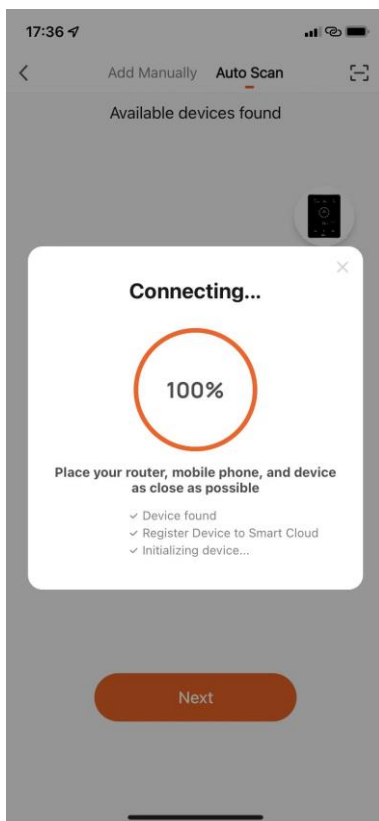 17:36
Add Manually Auto Scan
Available devices found
Connecting...
100%
Place your router, mobile phone, and device
as close as possible
✓ Device found
✓ Register Device to Smart Cloud
✓ Initializing device...
Next